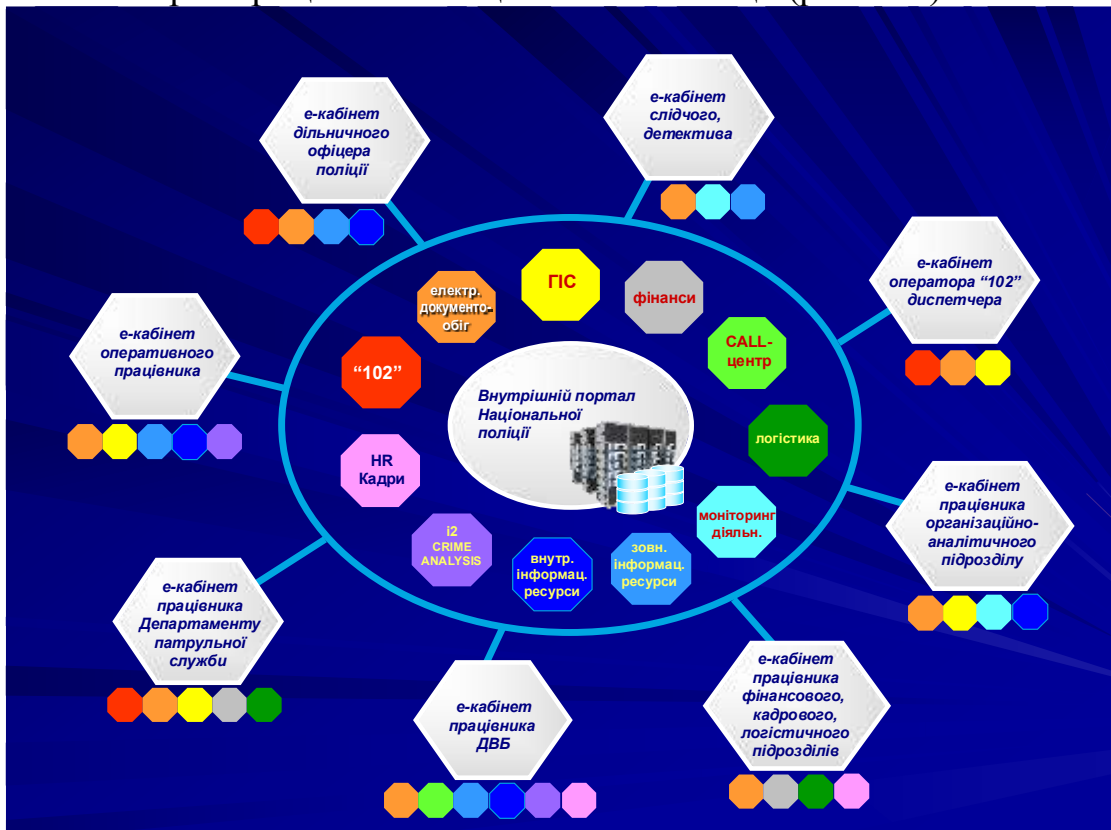 е-кабінет
дільничного
офіцера
поліції
е-кабінет
слідчого,
детектива
е-кабінет
оператора “102”
диспетчера
е-кабінет
оперативного
працівника
електр.
документо-
обіг
ГІС
фінанси
CALL-
центр
“102”
Внутрішній портал
Національної
поліції
логістика
HR
Кадри
моніторинг
діяльн.
і2
CRIME
ANALYSIS
внутр.
інформац.
ресурси
зовн.
інформац.
ресурси
е-кабінет
працівника
організаційно-
аналітичного
підрозділу
е-кабінет
працівника
Департаменту
патрульної
служби
е-кабінет
працівника
ДВБ
е-кабінет
працівника
фінансового,
кадрового,
логістичного
підрозділів